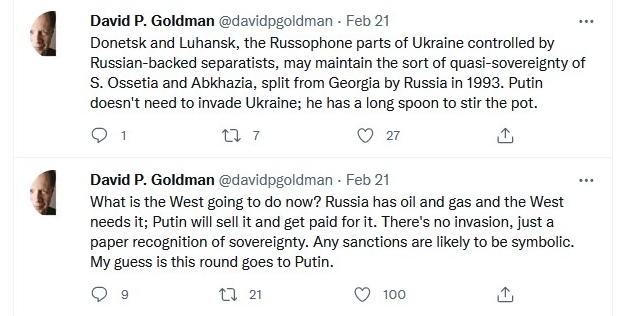 David P. Goldman @davidpgoldman · Feb 21
Donetsk and Luhansk, the Russophone parts of Ukraine controlled by
Russian-backed separatists, may maintain the sort of quasi-sovereignty of
S. Ossetia and Abkhazia, split from Georgia by Russia in 1993. Putin
doesn't need to invade Ukraine; he has a long spoon to stir the pot.
1 7 27
David P. Goldman @davidpgoldman · Feb 21
What is the West going to do now? Russia has oil and gas and the West
needs it; Putin will sell it and get paid for it. There's no invasion, just a
paper recognition of sovereignty. Any sanctions are likely to be symbolic.
My guess is this round goes to Putin.
9 21 100